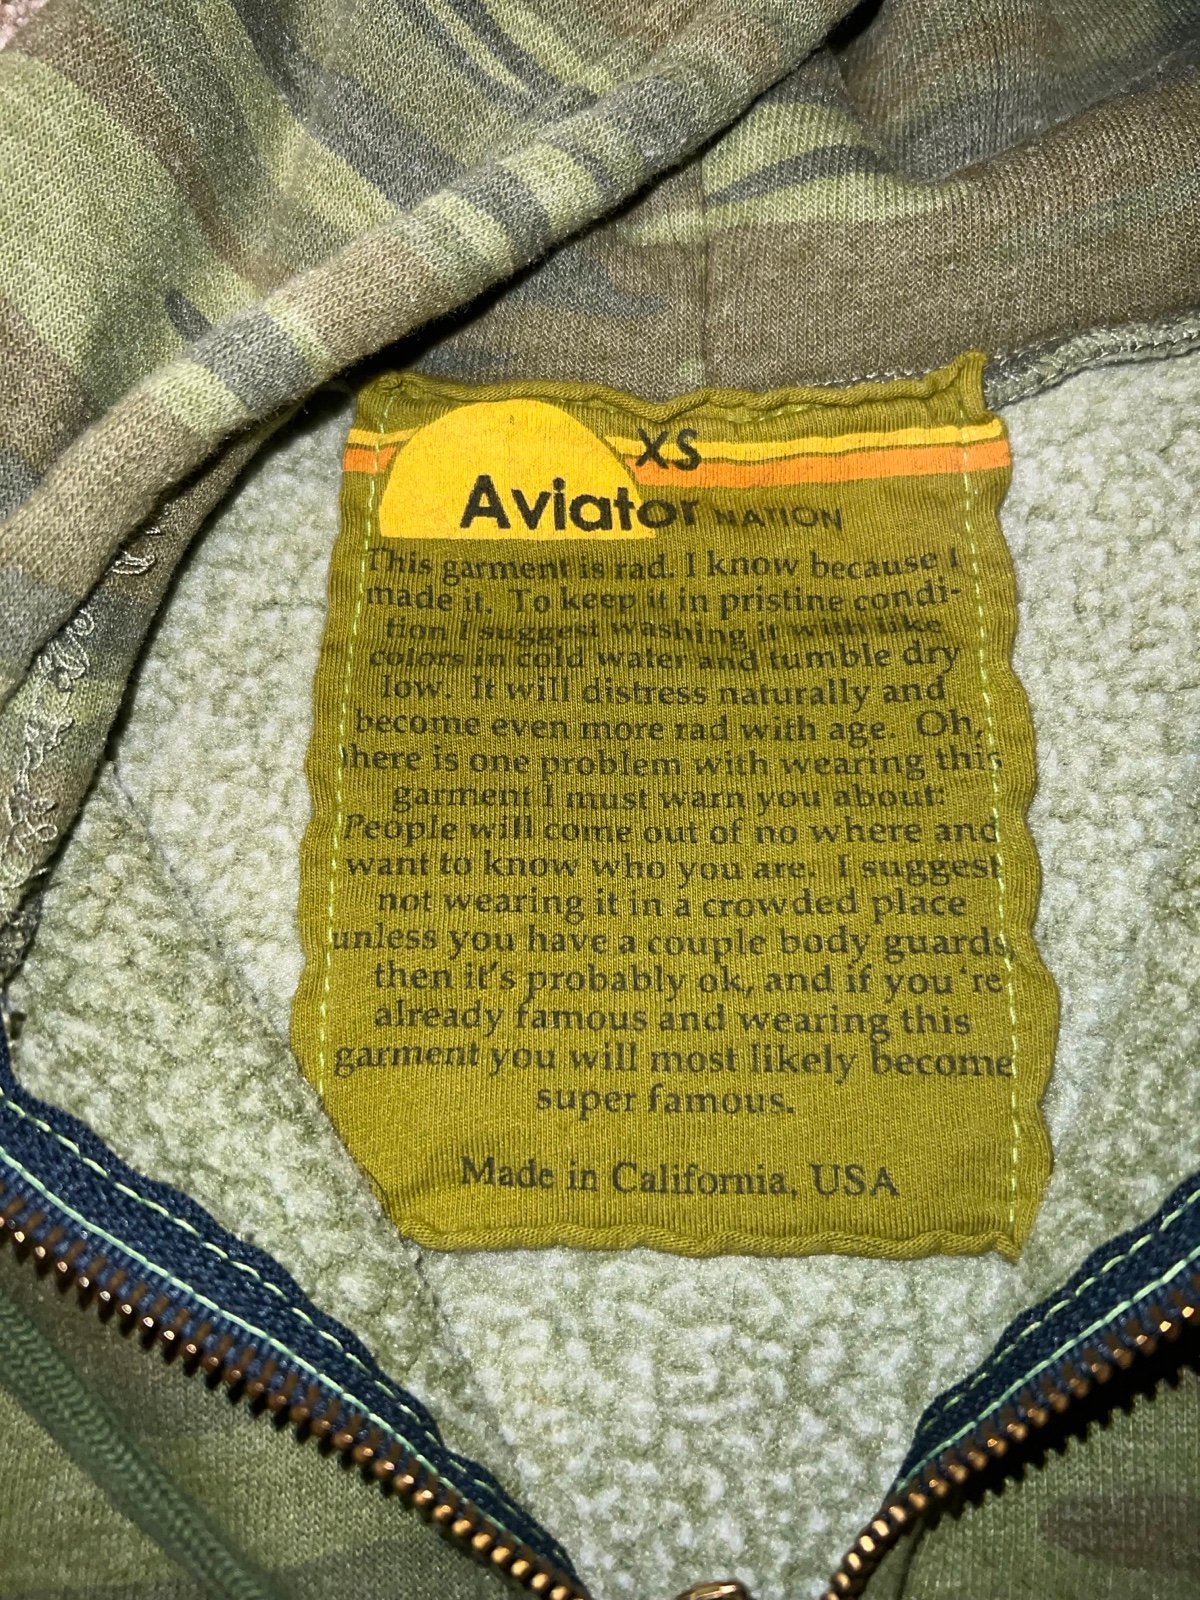 XS
Aviator NATION
This garment is rad. I know because I
made it. To keep it in pristine condi-
tion I suggest washing it with like
colors in cold water and tumble dry
low. It will distress naturally and
become even more rad with age. Oh,
there is one problem with wearing this
garment I must warn you about:
People will come out of no where and
want to know who you are. I suggest
not wearing it in a crowded place
unless you have a couple body guards,
then it's probably ok, and if you're
already famous and wearing this
garment you will most likely become
super famous.
Made in California, USA